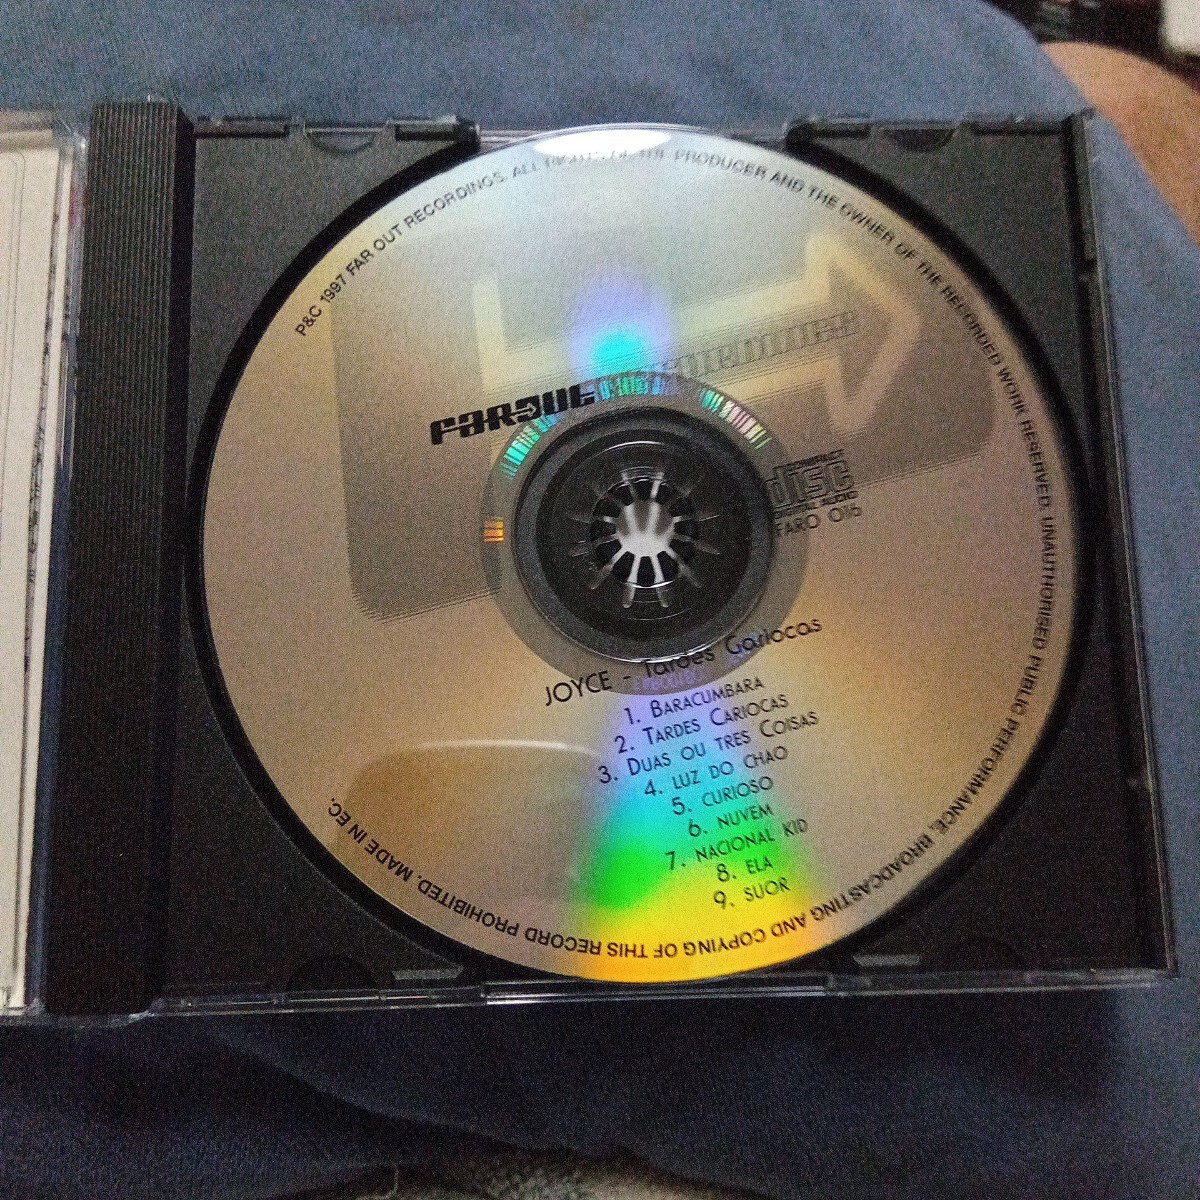 P&C 1997 FAR OUT RECORDINGS. ALL RIGHTS OF THE PRODUCER AND THE OWNER OF THE RECORDED WORK RESERVED. UNAUTHORISED PUBLIC PERFORMANCE, BROADCASTING AND COPYING OF THIS RECORD PROHIBITED. MADE IN EC.
FAROUT RECORDINGS
COMPACT
disc
DIGITAL AUDIO
FARO 016
JOYCE - Tardes Cariocas
1. BARACUMBARA
2. TARDES CARIOCAS
3. DUAS OU TRES COISAS
4. LUZ DO CHAO
5. CURIOSO
6. NUVEM
7. NACIONAL KID
8. ELA
9. SUOR